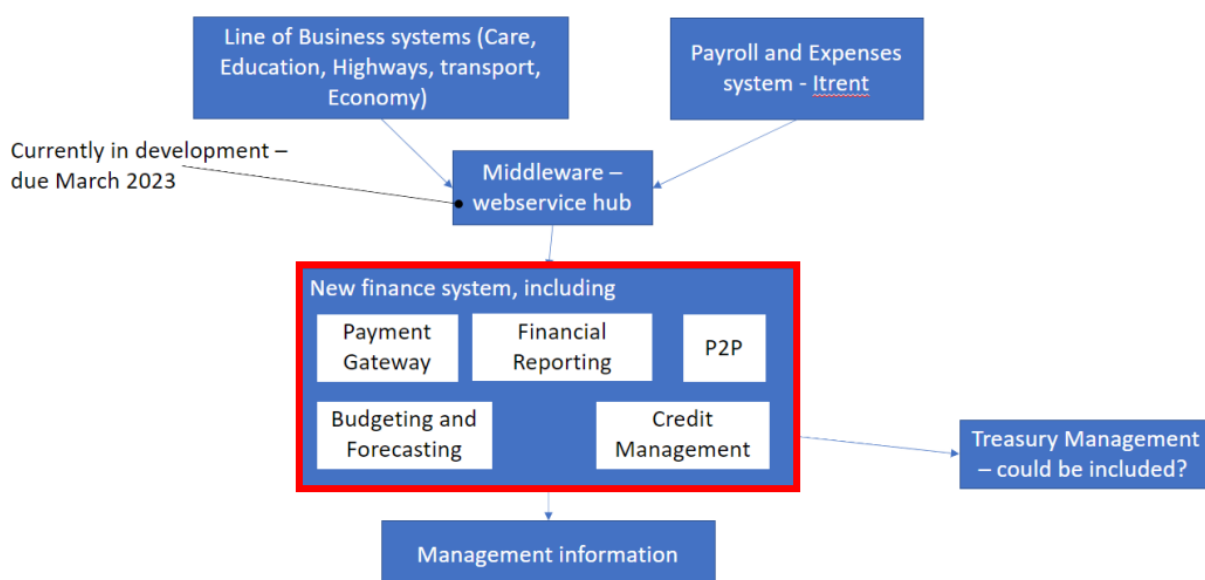 Line of Business systems (Care,
Education, Highways, transport,
Economy)
Payroll and Expenses
system - Itrent
Currently in development –
due March 2023
Middleware –
webservice hub
New finance system, including
Payment
Gateway
Financial
Reporting
P2P
Budgeting and
Forecasting
Credit
Management
Treasury Management
– could be included?
Management information